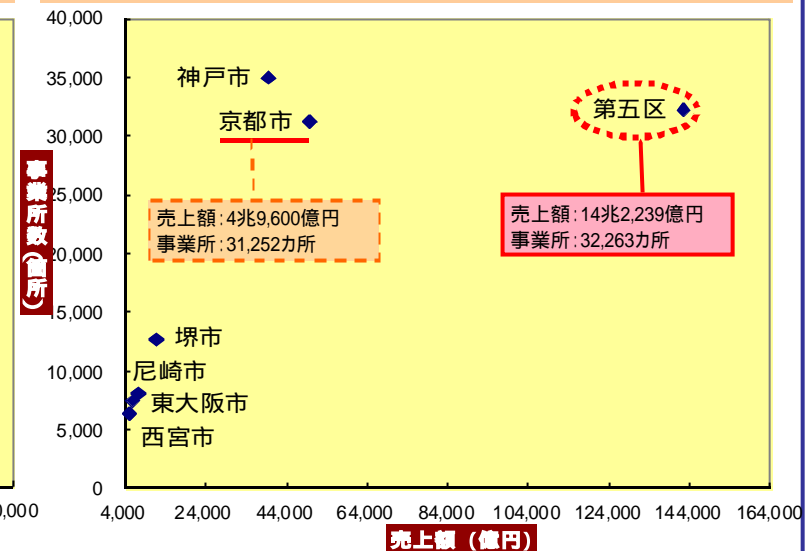 40,000
35,000
30,000
25,000
20,000
15,000
10,000
5,000
0
事業所数(箇所)
神戸市
京都市
第五区
売上額:4兆9,600億円
事業所:31,252カ所
売上額:14兆2,239億円
事業所:32,263カ所
堺市
尼崎市
東大阪市
西宮市
0,000
4,000 24,000 44,000 64,000 84,000 104,000 124,000 144,000 164,000
売上額(億円)